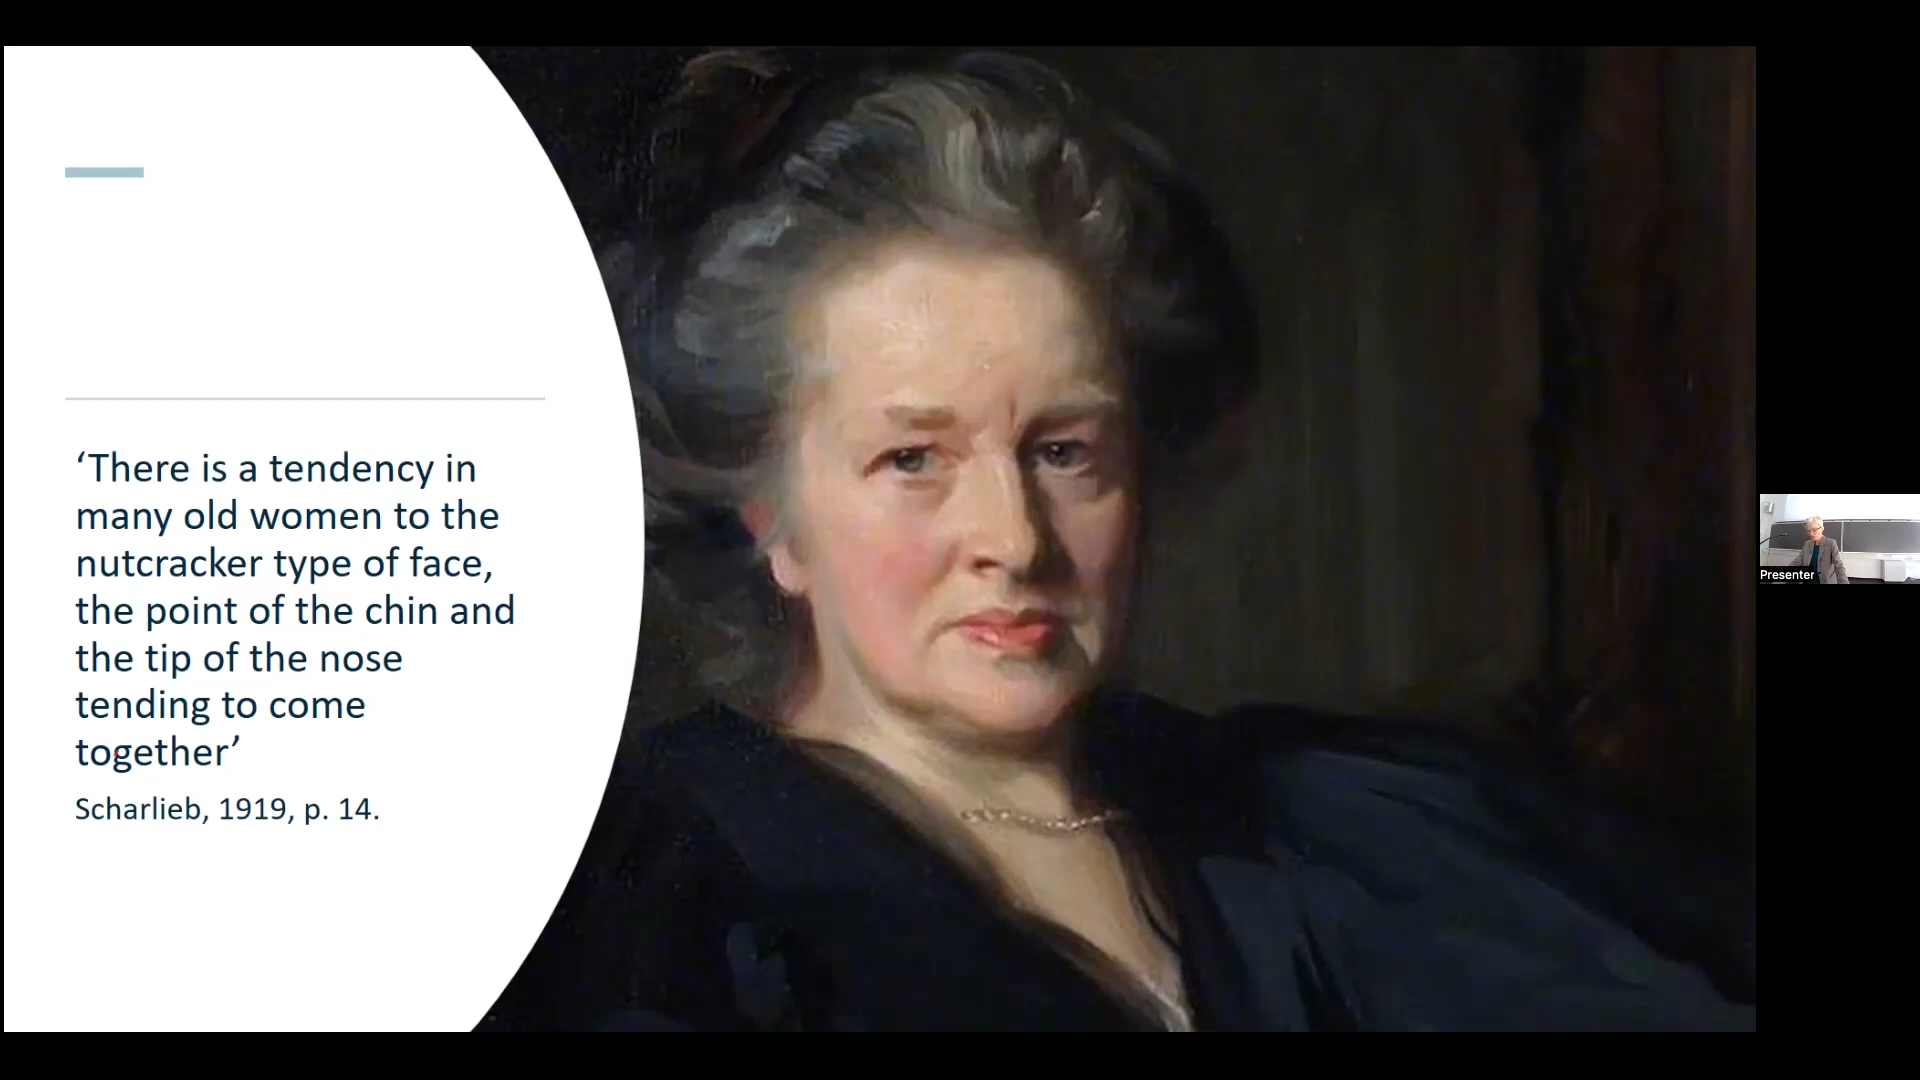 ‘There is a tendency in
many old women to the
nutcracker type of face,
the point of the chin and
the tip of the nose
tending to come
together’
Scharlieb, 1919, p. 14.
Presenter